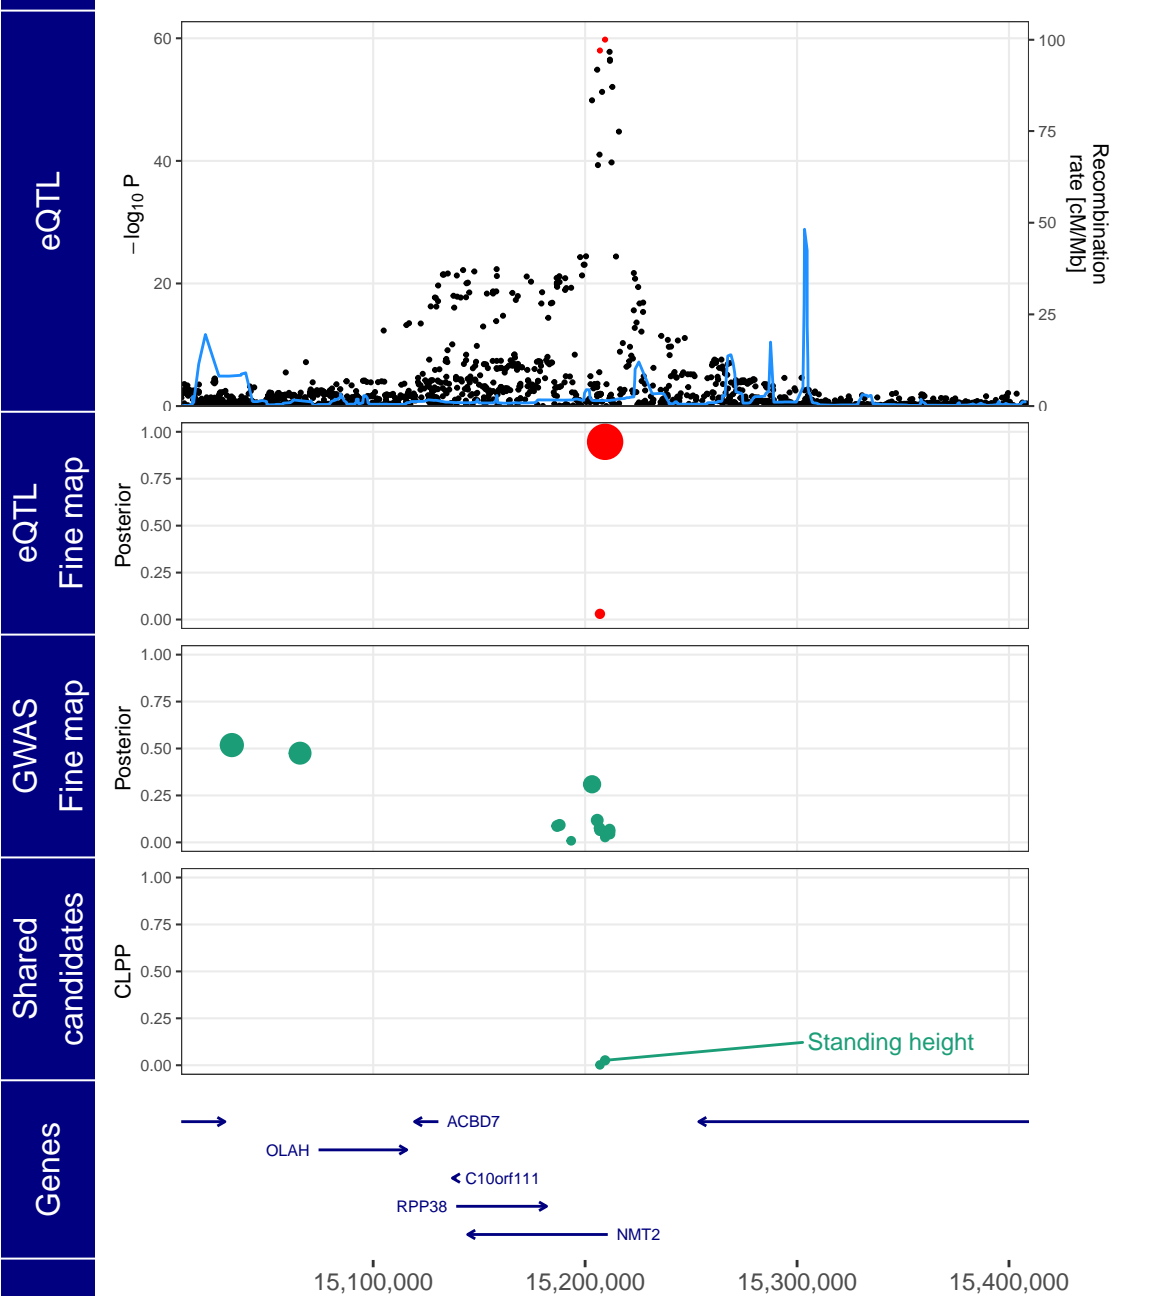 eQTL
60
40
20
0
−log10 P
100
75
50
25
0
Recombination
rate [cM/Mb]
eQTL
Fine map
Posterior
1.00
0.75
0.50
0.25
0.00
GWAS
Fine map
Posterior
1.00
0.75
0.50
0.25
0.00
Shared
candidates
CLPP
1.00
0.75
0.50
0.25
0.00
Standing height
Genes
ACBD7
OLAH
C10orf111
RPP38
NMT2
15,100,000
15,200,000
15,300,000
15,400,000